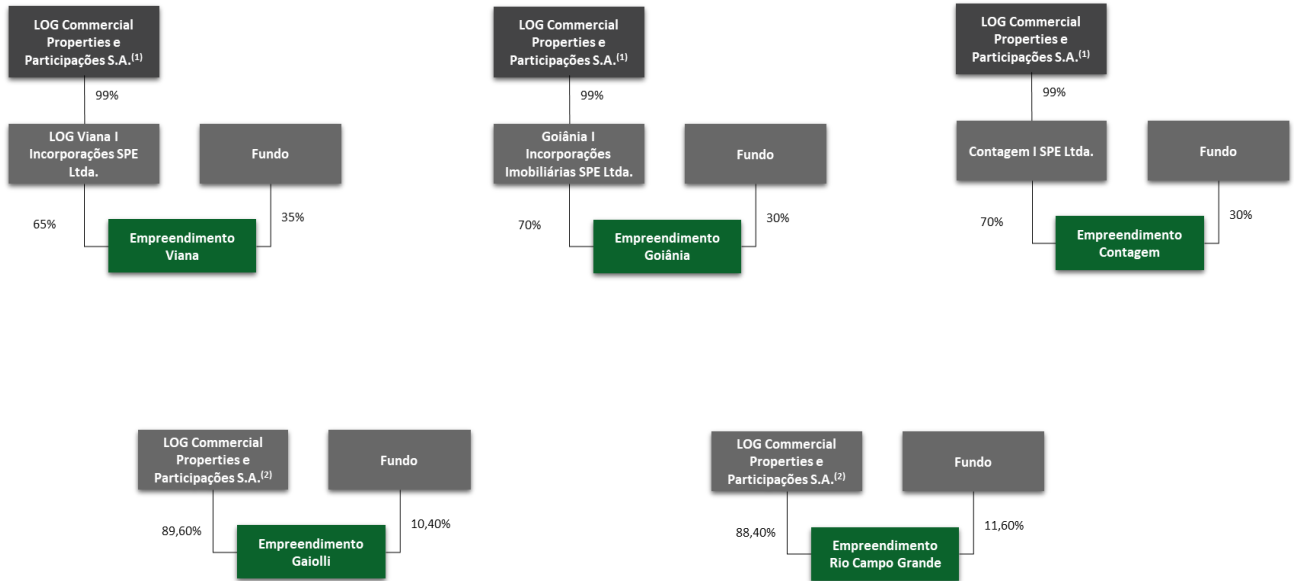 LOG Commercial
Properties e
Participações S.A.(1)
99%
LOG Viana I
Incorporações SPE
Ltda.
Fundo
65%
35%
Empreendimento
Viana
LOG Commercial
Properties e
Participações S.A.(1)
99%
Goiânia I
Incorporações
Imobiliárias SPE Ltda.
Fundo
70%
30%
Empreendimento
Goiânia
LOG Commercial
Properties e
Participações S.A.(1)
99%
Contagem I SPE Ltda.
Fundo
70%
30%
Empreendimento
Contagem
LOG Commercial
Properties e
Participações S.A.(2)
Fundo
89,60%
10,40%
Empreendimento
Gaiolli
LOG Commercial
Properties e
Participações S.A.(2)
Fundo
88,40%
11,60%
Empreendimento
Rio Campo Grande